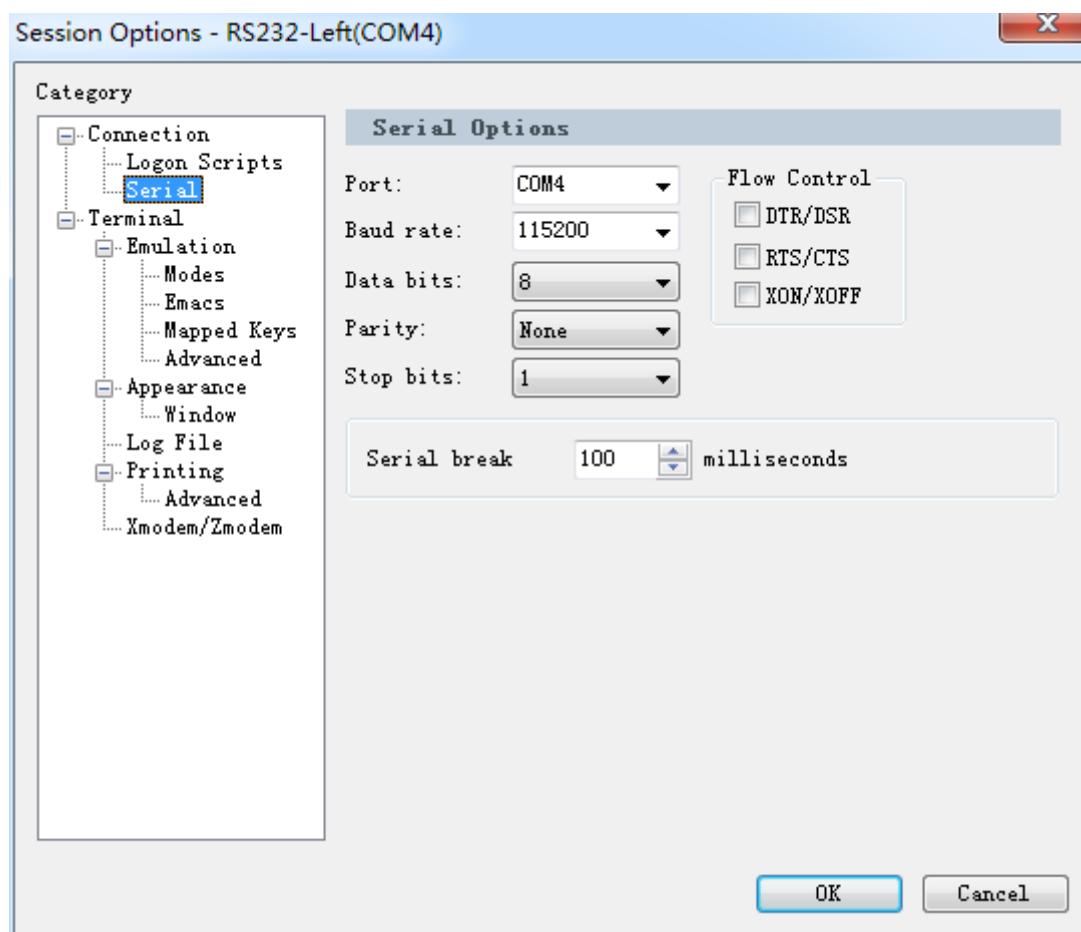 Session Options - RS232-Left(COM4)
Category
Connection
Logon Scripts
Serial
Terminal
Emulation
Modes
Emacs
Mapped Keys
Advanced
Appearance
Window
Log File
Printing
Advanced
Xmodem/Zmodem
Serial Options
Port: COM4
Baud rate: 115200
Data bits: 8
Parity: None
Stop bits: 1
Flow Control
DTR/DSR
RTS/CTS
XON/XOFF
Serial break 100 milliseconds
OK Cancel